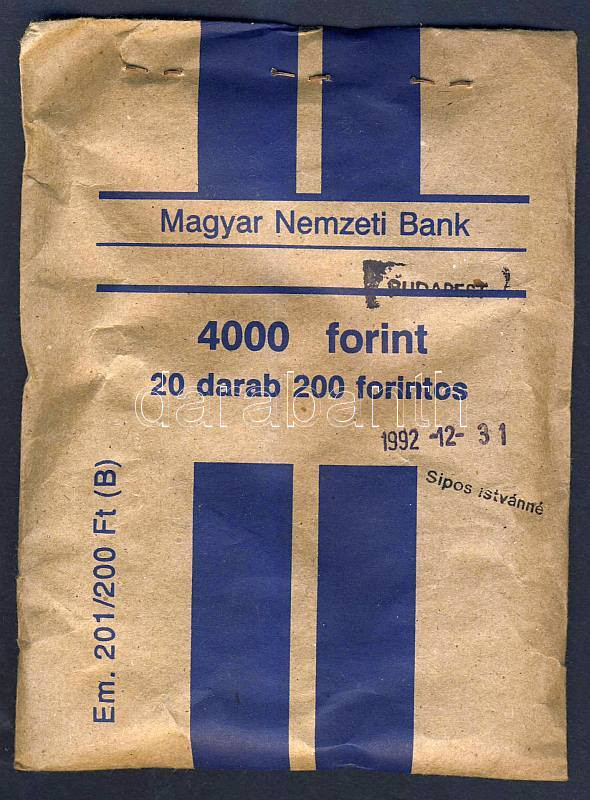 Magyar Nemzeti Bank
BUDAPEST
4000 forint
20 darab 200 forintos
darabanth
1992 -12- 31
Sipos istvánné
Em. 201/200 Ft (B)